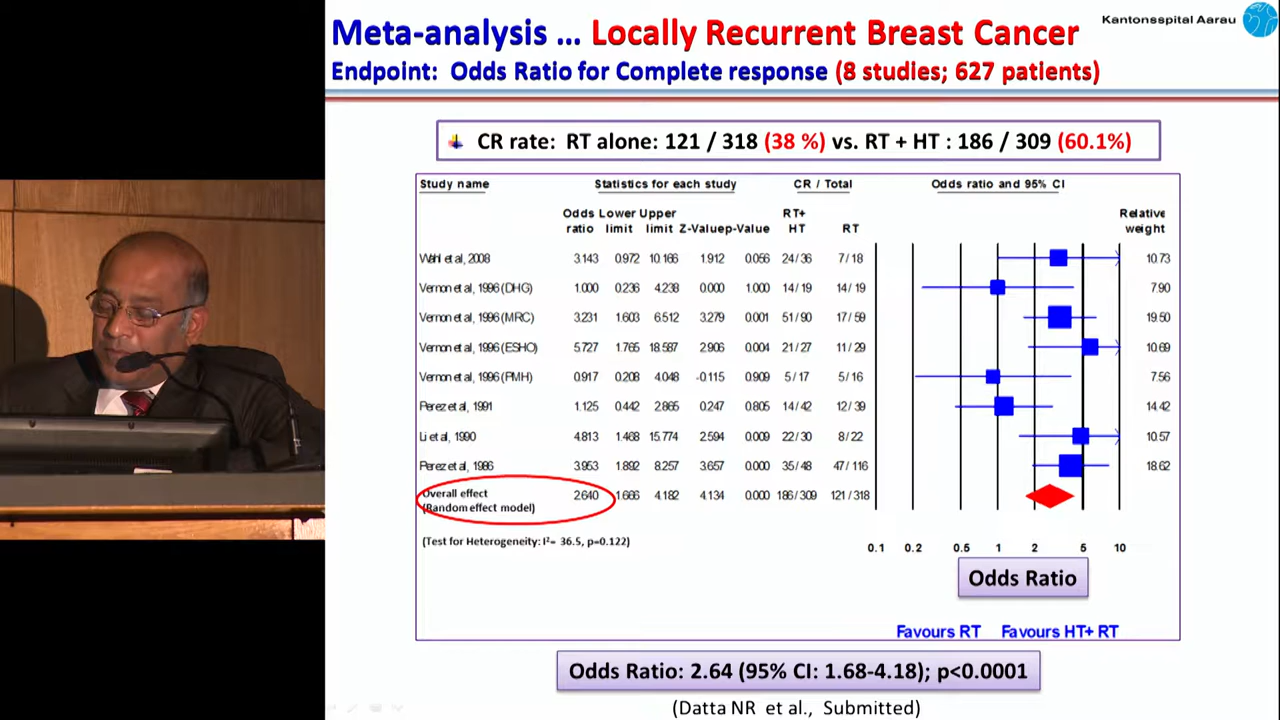 Kantonsspital Aarau
Meta-analysis ... Locally Recurrent Breast Cancer
Endpoint: Odds Ratio for Complete response (8 studies; 627 patients)
CR rate: RT alone: 121 / 318 (38 %) vs. RT + HT : 186 / 309 (60.1%)
Study name Statistics for each study CR / Total Odds ratio and 95% CI
Odds Lower Upper RT+ Relative
ratio limit limit Z-Value p-Value HT RT weight
Wahl et al, 2008 3.143 0.972 10.166 1.912 0.056 24 / 36 7 / 18 10.73
Vernon et al, 1996 (DHG) 1.000 0.236 4.238 0.000 1.000 14 / 19 14 / 19 7.90
Vernon et al, 1996 (MRC) 3.231 1.603 6.512 3.279 0.001 51 / 90 17 / 59 19.50
Vernon et al, 1996 (ESHO) 5.727 1.765 18.587 2.906 0.004 21 / 27 11 / 29 10.69
Vernon et al, 1996 (PMH) 0.917 0.208 4.048 -0.115 0.909 5 / 17 5 / 16 7.56
Perez et al, 1991 1.125 0.442 2.865 0.247 0.805 14 / 42 12 / 39 14.42
Li et al, 1990 4.813 1.468 15.774 2.594 0.009 22 / 30 8 / 22 10.57
Perez et al, 1986 3.953 1.892 8.257 3.657 0.000 35 / 48 47 / 116 18.62
Overall effect 2.640 1.666 4.182 4.134 0.000 186 / 309 121 / 318
(Random effect model)
(Test for Heterogeneity: I²= 36.5, p=0.122)
0.1 0.2 0.5 1 2 5 10
Odds Ratio
Favours RT Favours HT+ RT
Odds Ratio: 2.64 (95% CI: 1.68-4.18); p<0.0001
(Datta NR et al., Submitted)